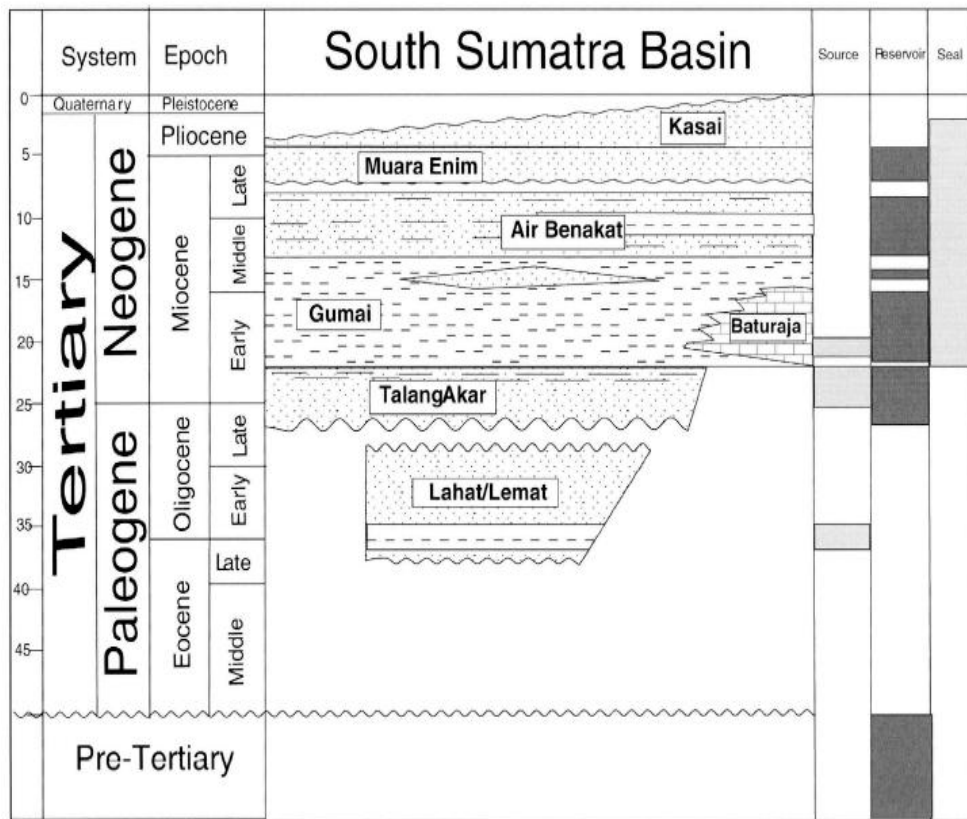 System Epoch South Sumatra Basin Source Reservoir Seal
0 Quaternary Pleistocene
Pliocene Kasai
5
Muara Enim
Late
10
Air Benakat
Middle
Neogene
Miocene
15
Gumai
Baturaja
Early
20
Tertiary
TalangAkar
25
Late
Oligocene
30
Lahat/Lemat
Early
35
Paleogene
Late
40
Eocene
Middle
45
Pre-Tertiary